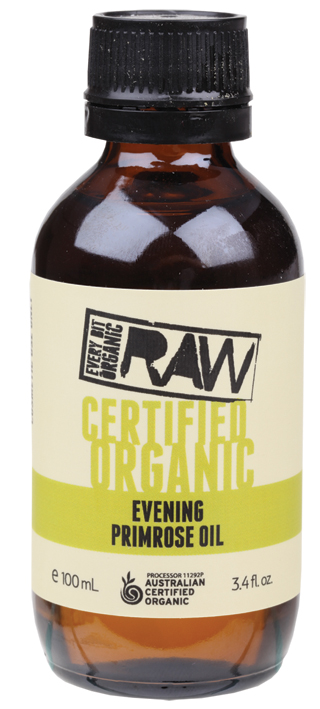 EVERY BIT
ORGANIC
RAW
CERTIFIED
ORGANIC
EVENING
PRIMROSE OIL
e 100 mL
PROCESSOR 11292P
AUSTRALIAN
CERTIFIED
ORGANIC
3.4 fl. oz.